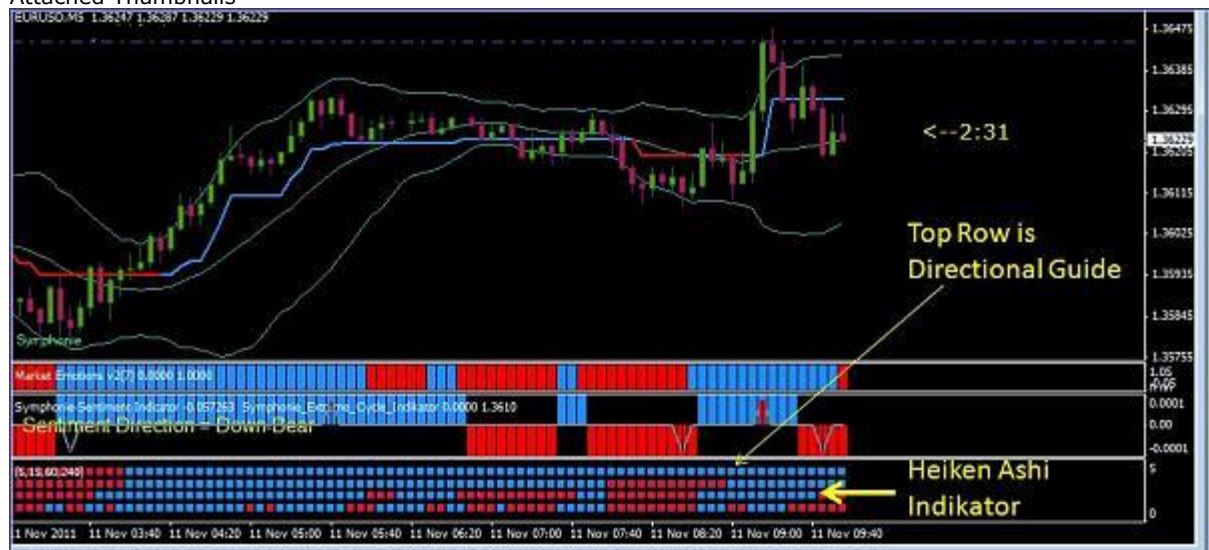 Attached Thumbnails
EURUSD.M5 1.36247 1.36287 1.36229 1.36229
1.36475
1.36385
1.36295
<--2:31
1.36229
1.36205
1.36115
Top Row is
Directional Guide
1.36025
1.35935
1.35845
Symphonie
1.35755
Market Emotions v2(7) 0.0000 1.0000
1.05
Symphonie Sentiment Indicator -0.057263 Symphonie_Extreme_Cycle_Indikator 0.0000 1.3610
0.0001
Sentiment Direction = Down-Bear
0.00
-0.0001
[5,15,60,240]
5
Heiken Ashi
Indikator
0
11 Nov 2011 11 Nov 03:40 11 Nov 04:20 11 Nov 05:00 11 Nov 05:40 11 Nov 06:20 11 Nov 07:00 11 Nov 07:40 11 Nov 08:20 11 Nov 09:00 11 Nov 09:40